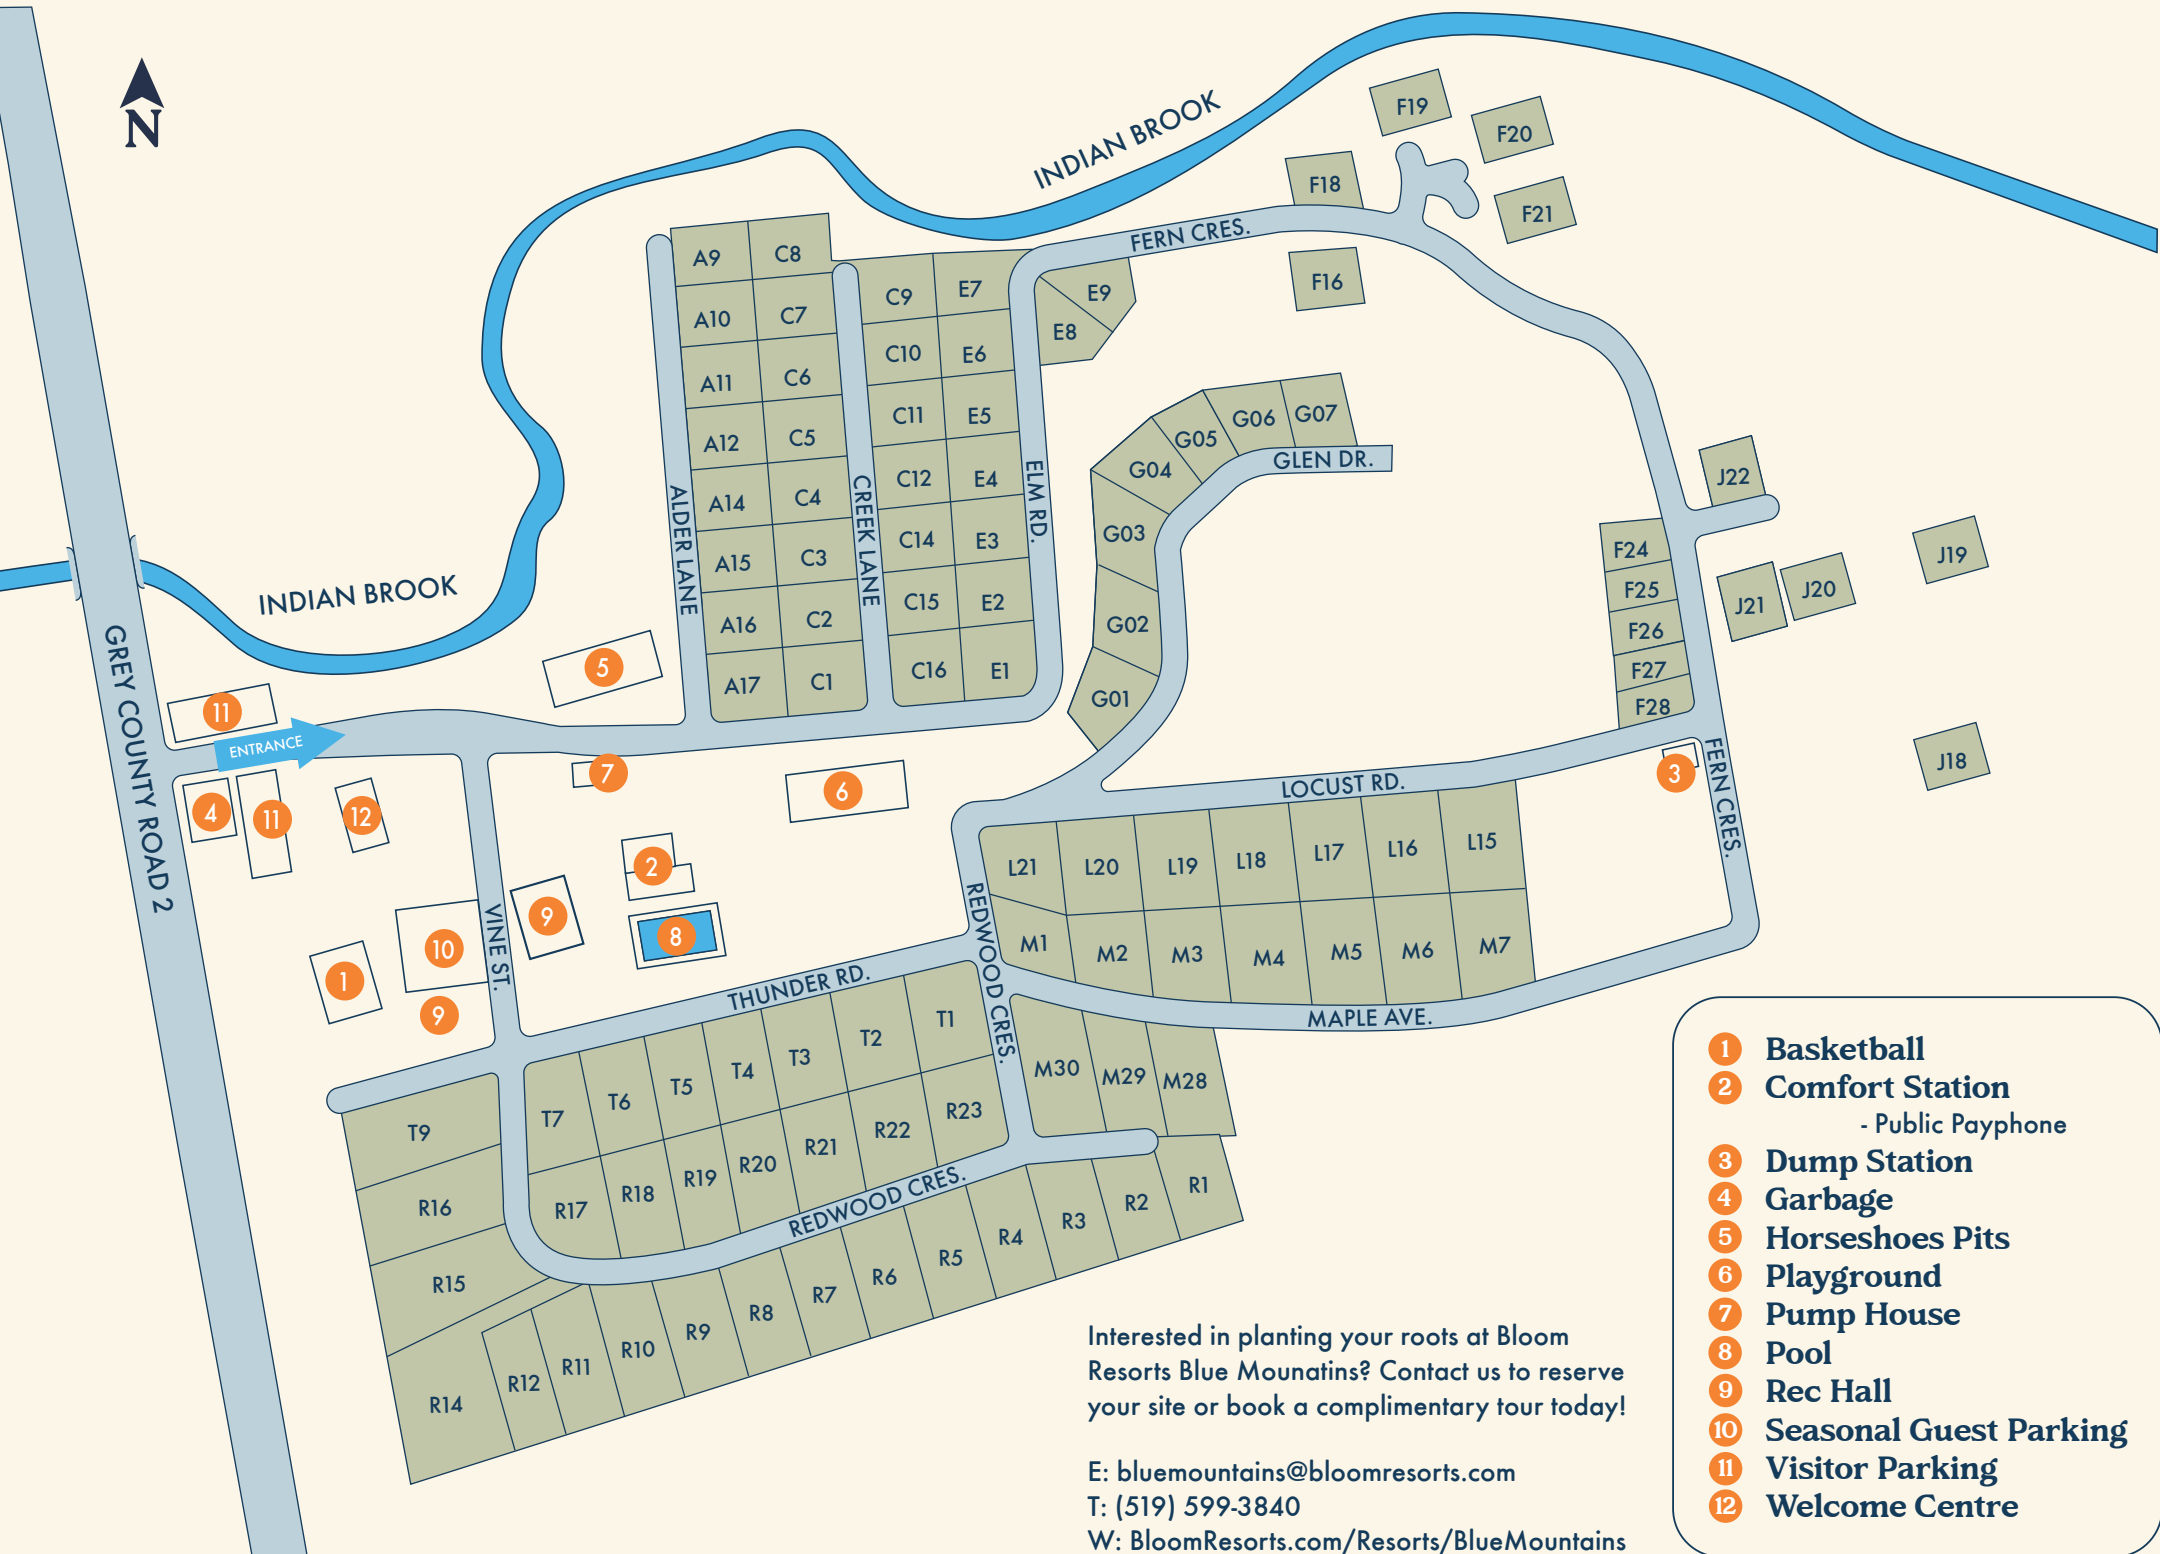 N
INDIAN BROOK
INDIAN BROOK
GREY COUNTY ROAD 2
ENTRANCE
ALDER LANE
CREEK LANE
ELM RD.
FERN CRES.
GLEN DR.
LOCUST RD.
FERN CRES.
REDWOOD CRES.
MAPLE AVE.
THUNDER RD.
VINE ST.
REDWOOD CRES.
A9
A10
A11
A12
A14
A15
A16
A17
C8
C7
C6
C5
C4
C3
C2
C1
C9
C10
C11
C12
C14
C15
C16
E7
E6
E5
E4
E3
E2
E1
E9
E8
F19
F20
F18
F21
F16
G07
G06
G05
G04
G03
G02
G01
J22
J21
J20
J19
J18
F24
F25
F26
F27
F28
L21
L20
L19
L18
L17
L16
L15
M1
M2
M3
M4
M5
M6
M7
M30
M29
M28
T1
T2
T3
T4
T5
T6
T7
T9
R23
R22
R21
R20
R19
R18
R17
R16
R15
R14
R12
R11
R10
R9
R8
R7
R6
R5
R4
R3
R2
R1
11
5
4
11
12
7
6
3
2
9
8
10
1
9
1 Basketball
2 Comfort Station
- Public Payphone
3 Dump Station
4 Garbage
5 Horseshoes Pits
6 Playground
7 Pump House
8 Pool
9 Rec Hall
10 Seasonal Guest Parking
11 Visitor Parking
12 Welcome Centre
Interested in planting your roots at Bloom
Resorts Blue Mounatins? Contact us to reserve
your site or book a complimentary tour today!
E: bluemountains@bloomresorts.com
T: (519) 599-3840
W: BloomResorts.com/Resorts/BlueMountains